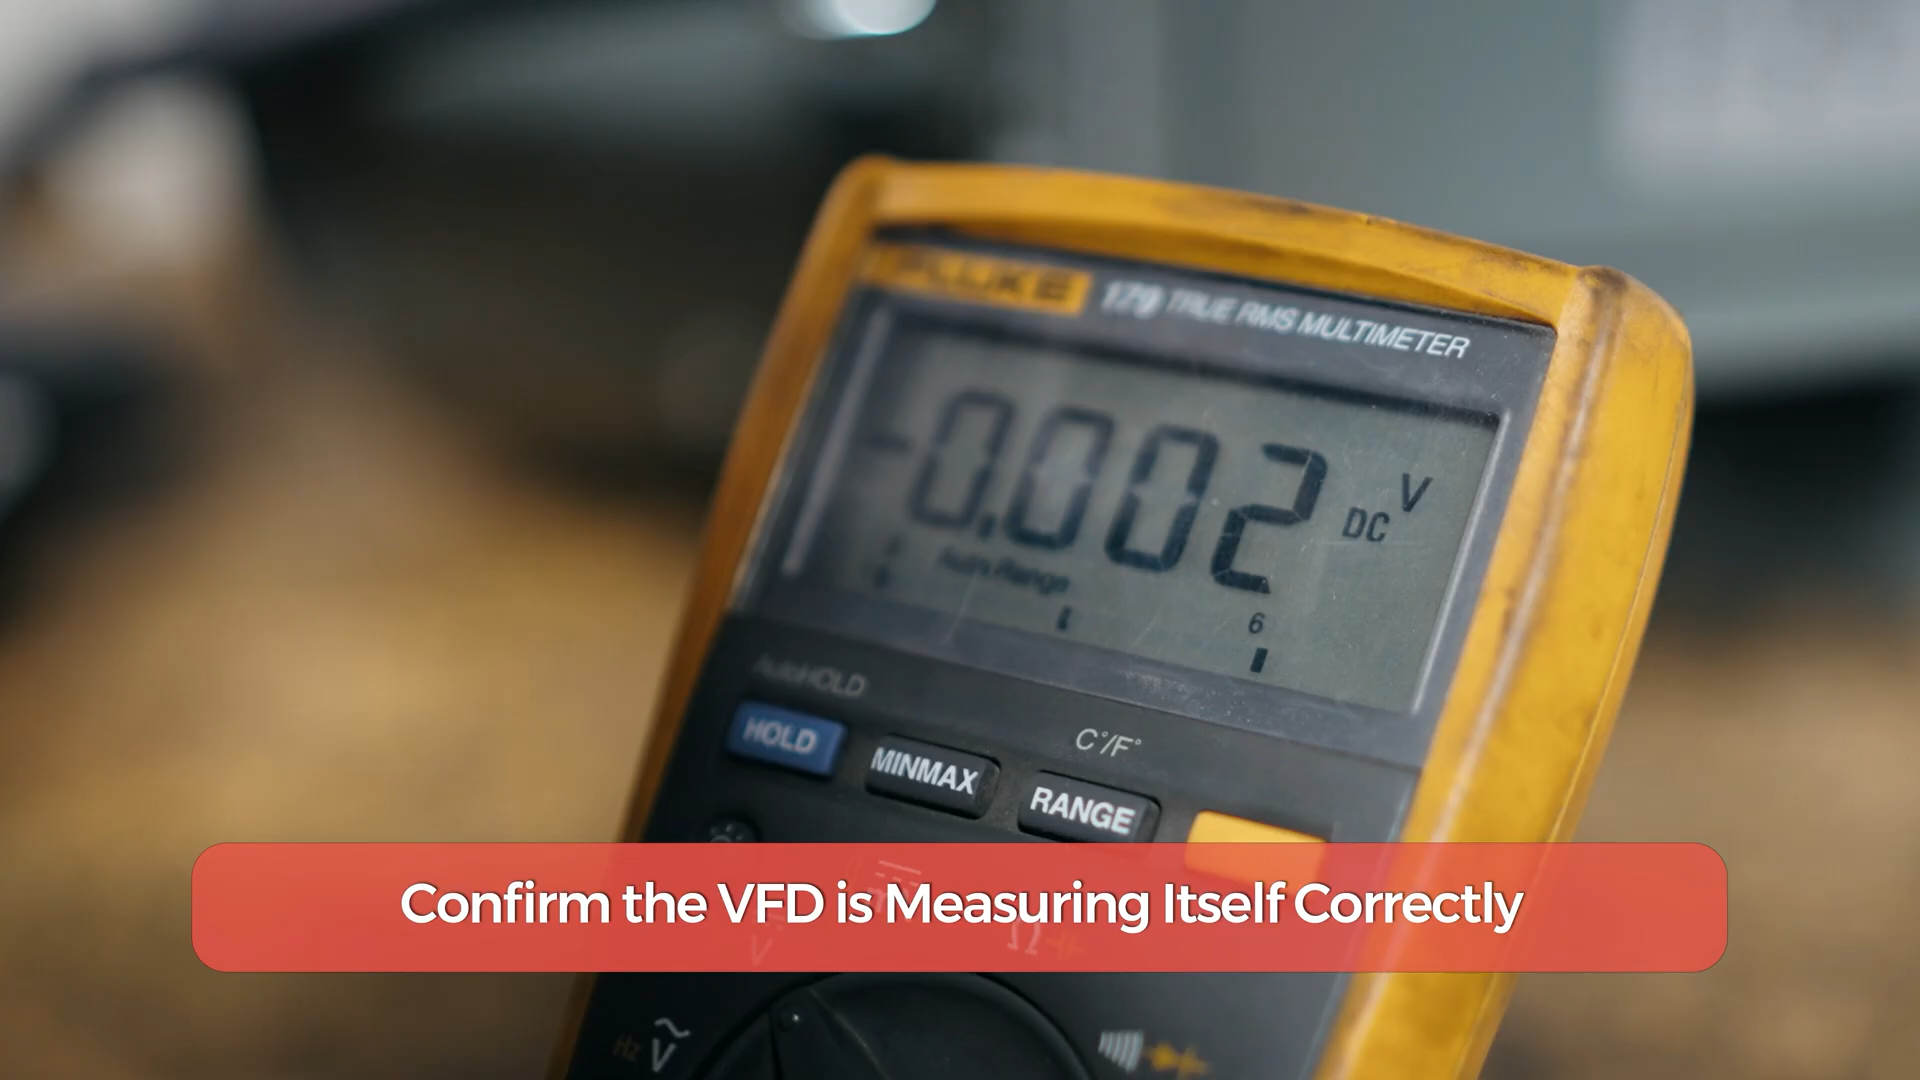 FLUKE 179 TRUE RMS MULTIMETER
-0.002 DC V
Auto Range
6
AutoHOLD
HOLD
MINMAX
C°/F°
RANGE
Confirm the VFD is Measuring Itself Correctly
Ω
Hz V